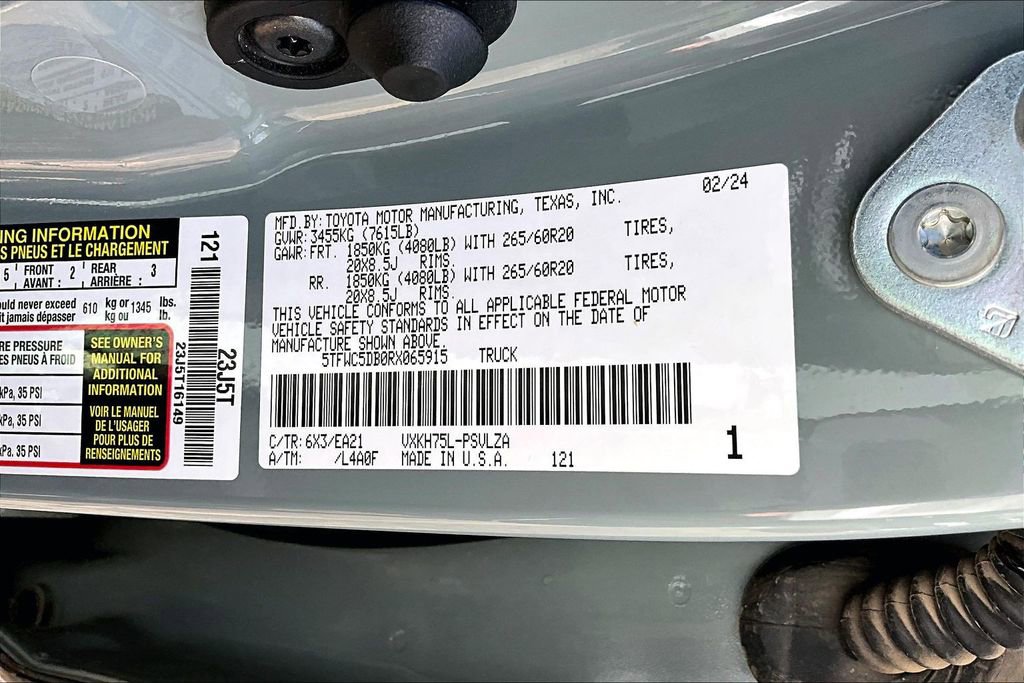 NG INFORMATION
S PNEUS ET LE CHARGEMENT
5 FRONT AVANT : 2 REAR ARRIÈRE : 3
ould never exceed 610 kg or 1345 lbs.
it jamais dépasser kg ou lb.
RE PRESSURE
ES PNEUS À FROID
kPa, 35 PSI
kPa, 35 PSI
kPa, 35 PSI
SEE OWNER'S
MANUAL FOR
ADDITIONAL
INFORMATION
VOIR LE MANUEL
DE L'USAGER
POUR PLUS DE
RENSEIGNEMENTS
121
23J5T16149
23J5T
02/24
MFD.BY: TOYOTA MOTOR MANUFACTURING, TEXAS, INC.
GVWR: 3455KG (7615LB)
GAWR: FRT. 1850KG (4080LB) WITH 265/60R20 TIRES,
20X8.5J RIMS.
RR. 1850KG (4080LB) WITH 265/60R20 TIRES,
20X8.5J RIMS.
THIS VEHICLE CONFORMS TO ALL APPLICABLE FEDERAL MOTOR
VEHICLE SAFETY STANDARDS IN EFFECT ON THE DATE OF
MANUFACTURE SHOWN ABOVE.
5TFWC5DB0RX065915 TRUCK
C/TR: 6X3/EA21 VXKH75L-PSVLZA
A/TM: /L4A0F MADE IN U.S.A. 121
1